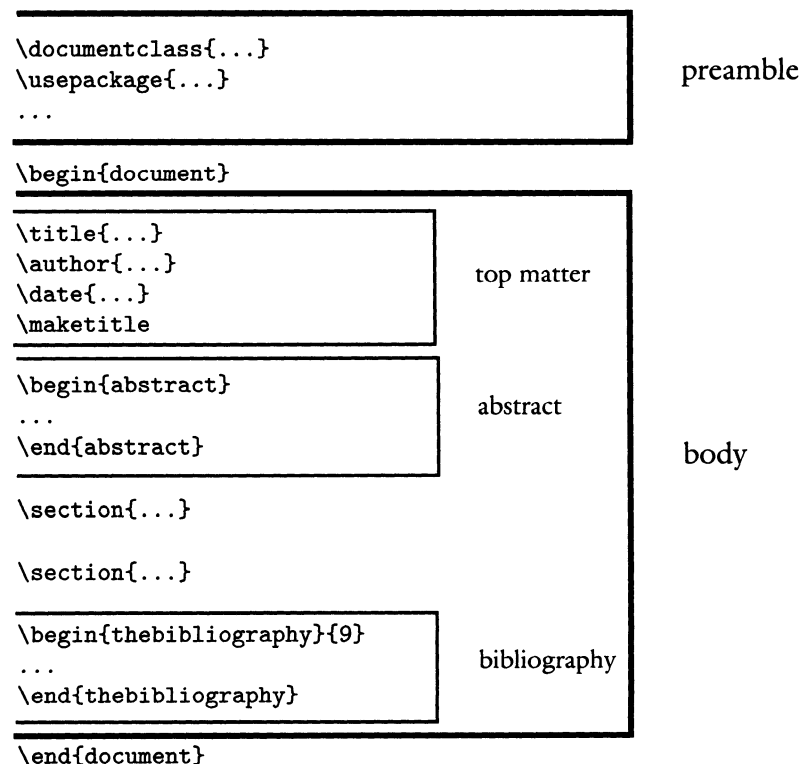 \documentclass{...}
\usepackage{...}
...
preamble
\begin{document}
\title{...}
\author{...}
\date{...}
\maketitle
top matter
\begin{abstract}
...
\end{abstract}
abstract
body
\section{...}
\section{...}
\begin{thebibliography}{9}
...
\end{thebibliography}
bibliography
\end{document}